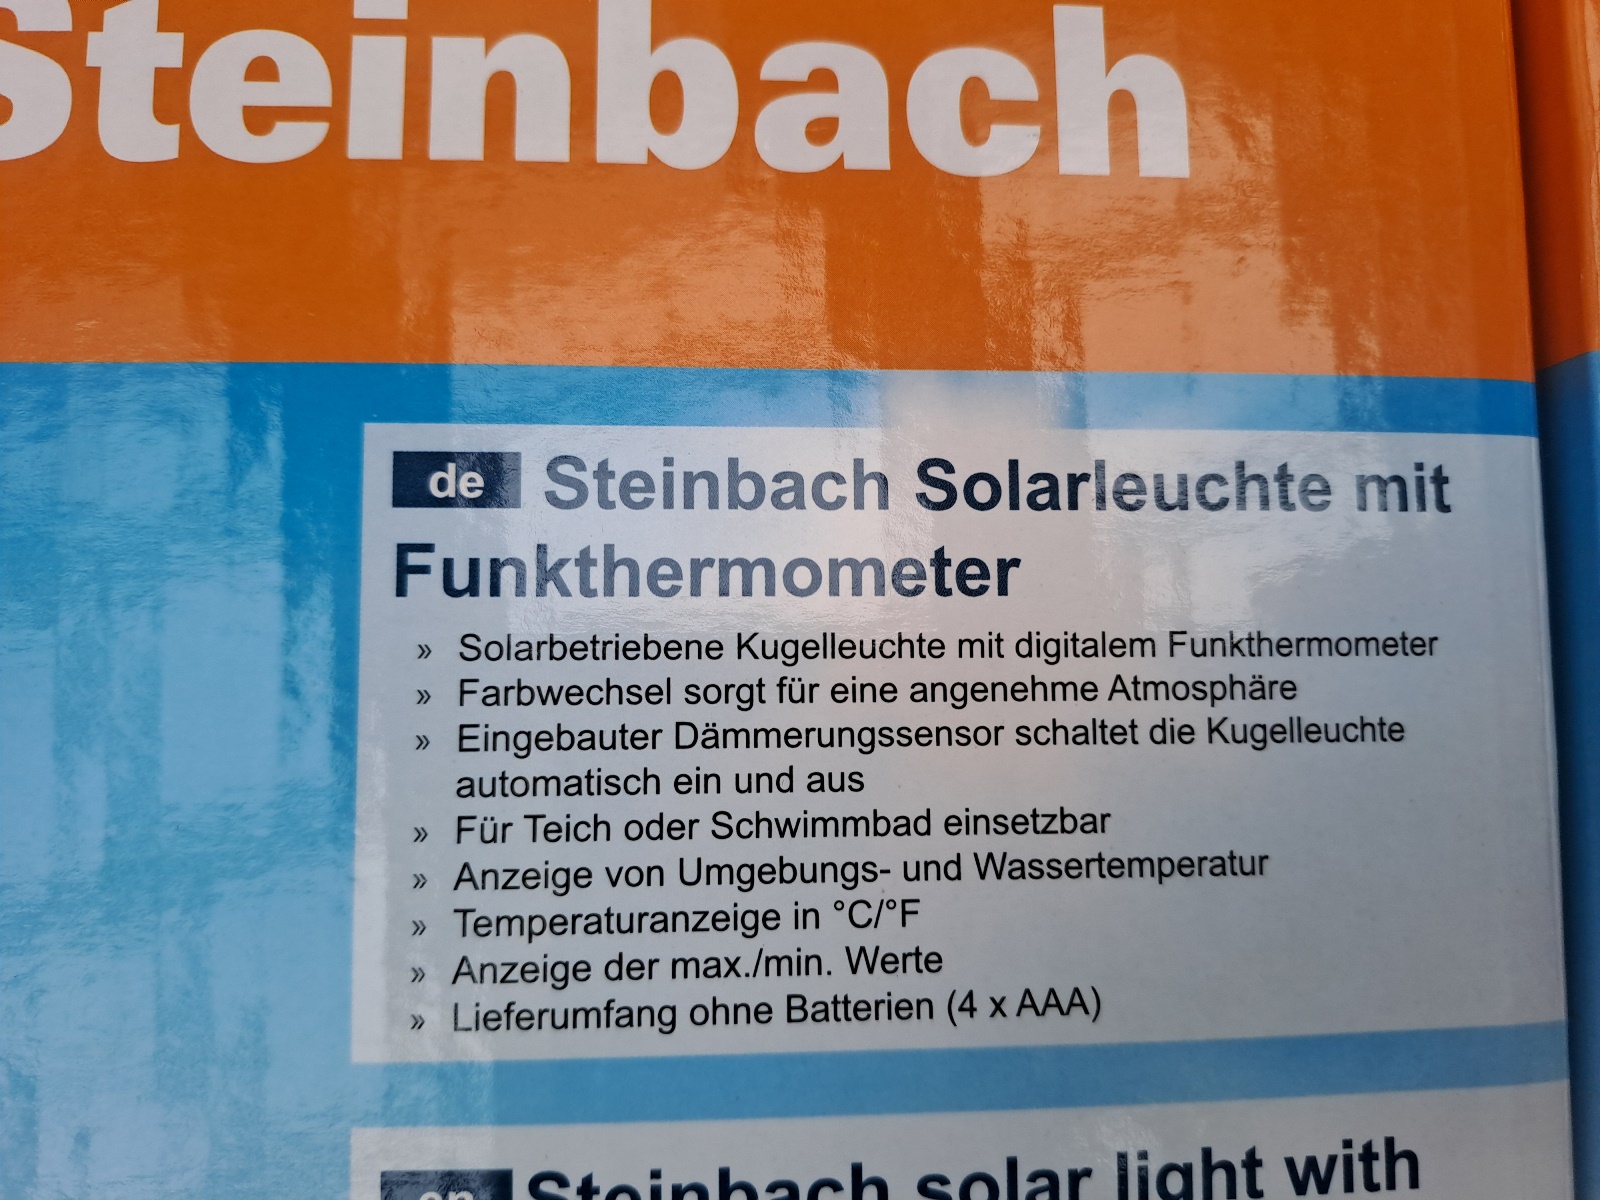 Steinbach
de Steinbach Solarleuchte mit
Funkthermometer
» Solarbetriebene Kugelleuchte mit digitalem Funkthermometer
» Farbwechsel sorgt für eine angenehme Atmosphäre
» Eingebauter Dämmerungssensor schaltet die Kugelleuchte
automatisch ein und aus
» Für Teich oder Schwimmbad einsetzbar
» Anzeige von Umgebungs- und Wassertemperatur
» Temperaturanzeige in °C/°F
» Anzeige der max./min. Werte
» Lieferumfang ohne Batterien (4 x AAA)
en Steinbach solar light with